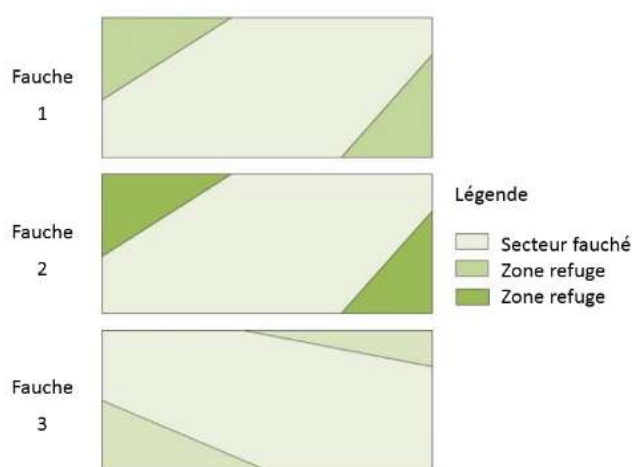 Fauche
1
Fauche
2
Légende
Secteur fauché
Zone refuge
Zone refuge
Fauche
3